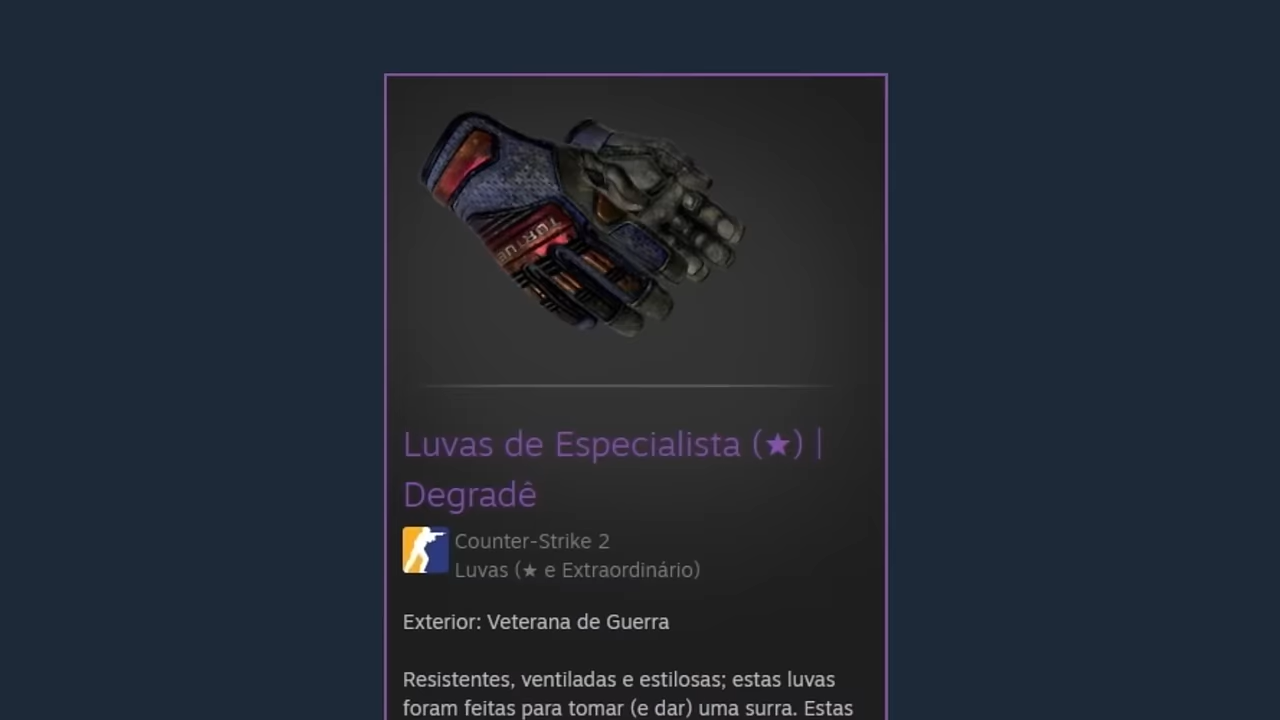 Luvas de Especialista (★) |
Degradê
Counter-Strike 2
Luvas (★ e Extraordinário)
Exterior: Veterana de Guerra
Resistentes, ventiladas e estilosas; estas luvas
foram feitas para tomar (e dar) uma surra. Estas